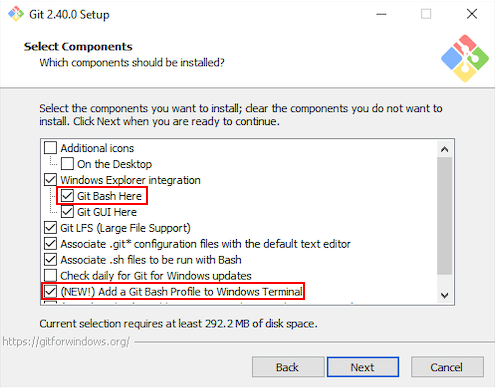 Git 2.40.0 Setup
Select Components
Which components should be installed?
Select the components you want to install; clear the components you do not want to
install. Click Next when you are ready to continue.
Additional icons
On the Desktop
Windows Explorer integration
Git Bash Here
Git GUI Here
Git LFS (Large File Support)
Associate .git* configuration files with the default text editor
Associate .sh files to be run with Bash
Check daily for Git for Windows updates
(NEW!) Add a Git Bash Profile to Windows Terminal
Current selection requires at least 292.2 MB of disk space.
https://gitforwindows.org/
Back
Next
Cancel